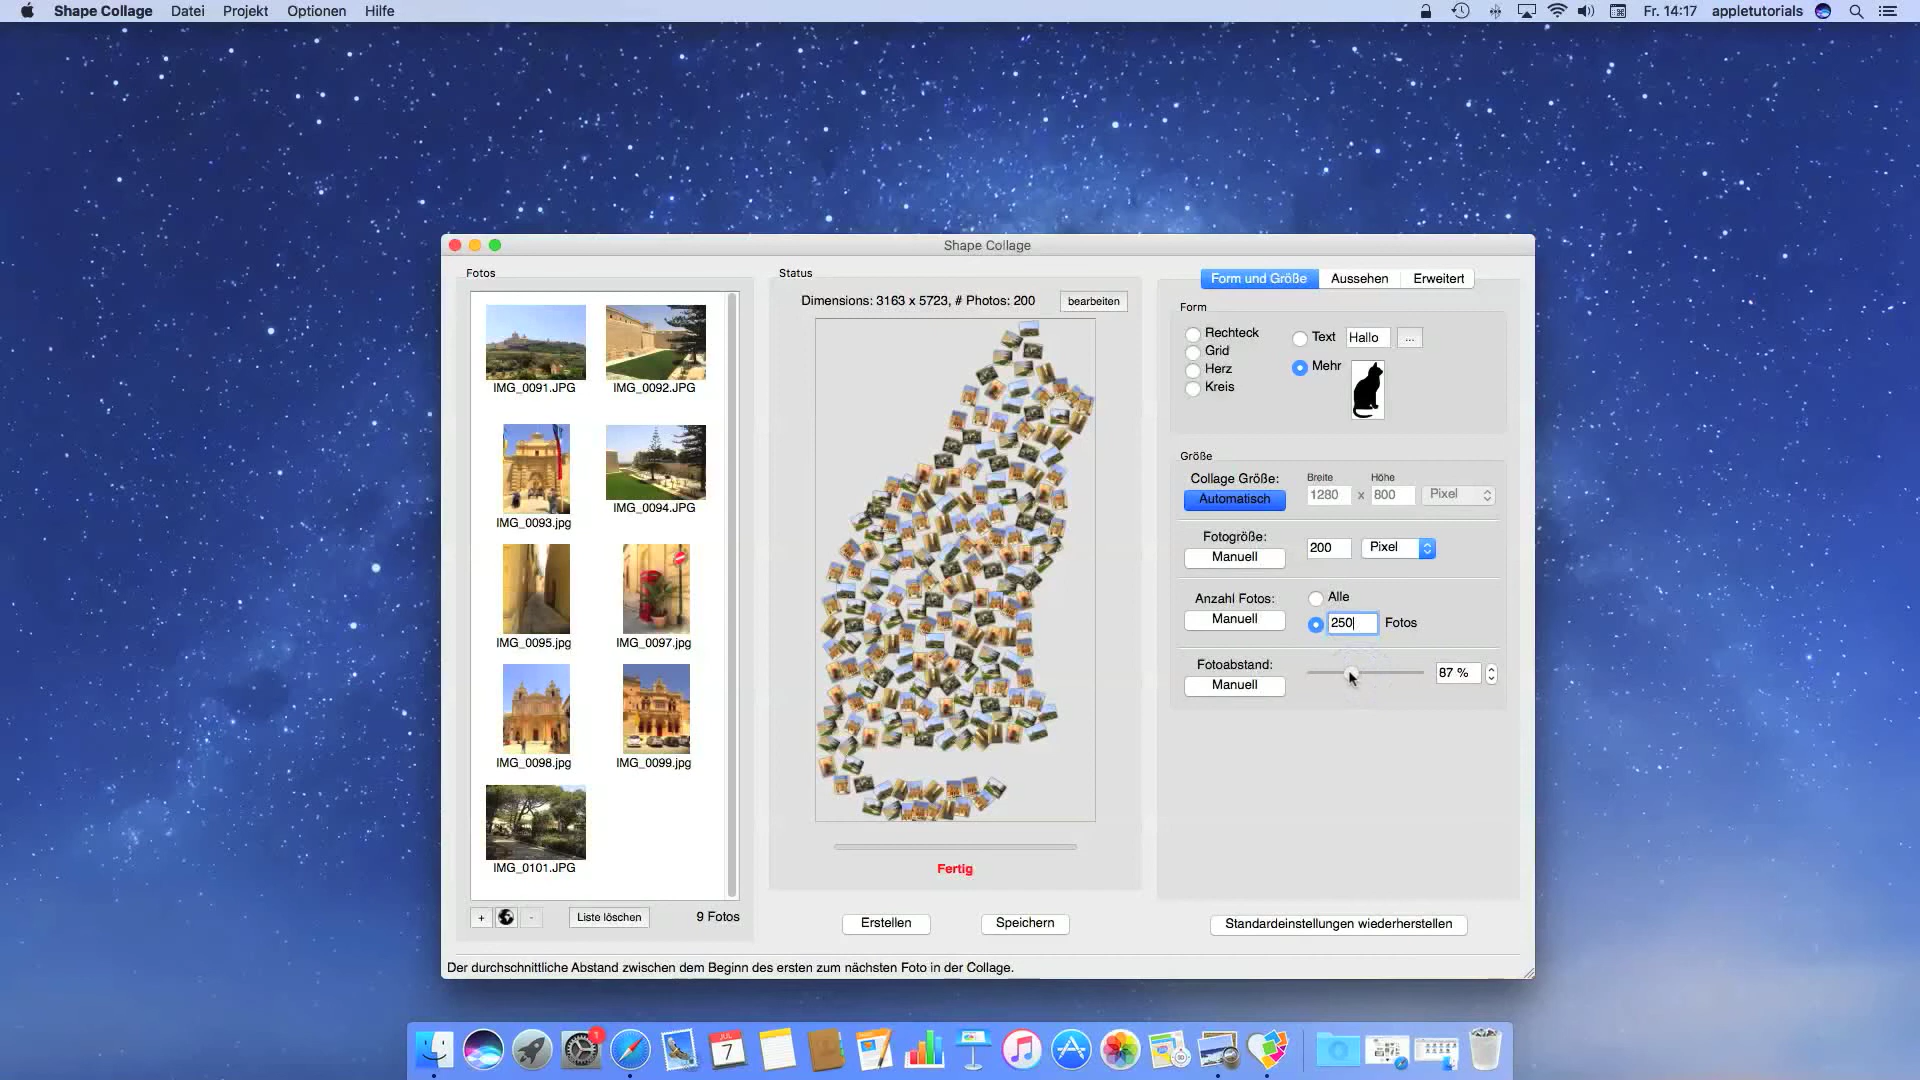 Shape Collage Datei Projekt Optionen Hilfe Fr. 14:17 appletutorials
Shape Collage
Fotos
IMG_0091.JPG IMG_0092.JPG
IMG_0093.jpg IMG_0094.JPG
IMG_0095.jpg IMG_0097.jpg
IMG_0098.jpg IMG_0099.jpg
IMG_0101.JPG
+ - Liste löschen 9 Fotos
Status
Dimensions: 3163 x 5723, # Photos: 200 bearbeiten
Fertig
Erstellen Speichern
Form und Größe Aussehen Erweitert
Form
Rechteck
Grid
Herz
Kreis
Text Hallo ...
Mehr
Größe
Collage Größe: Breite Höhe
Automatisch 1280 x 800 Pixel
Fotogröße:
Manuell 200 Pixel
Anzahl Fotos: Alle
Manuell 250 Fotos
Fotoabstand:
Manuell 87 %
Standardeinstellungen wiederherstellen
Der durchschnittliche Abstand zwischen dem Beginn des ersten zum nächsten Foto in der Collage.
1
JUL
7